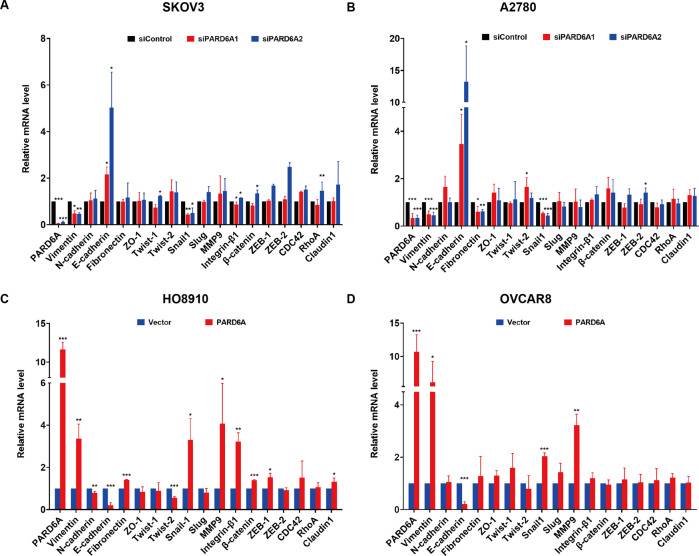 A
SKOV3
siControl siPARD6A1 siPARD6A2
Relative mRNA level
8
6
4
2
0
*** *** * ** * * * ** * * * * **
PARD6A Vimentin N-cadherin E-cadherin Fibronectin ZO-1 Twist-1 Twist-2 Snail1 Slug MMP9 Integrin-β1 β-catenin ZEB-1 ZEB-2 CDC42 RhoA Claudin1
B
A2780
siControl siPARD6A1 siPARD6A2
Relative mRNA level
20
15
10
4
2
0
*** *** *** *** * * * ** * *** *** *
PARD6A Vimentin N-cadherin E-cadherin Fibronectin ZO-1 Twist-1 Twist-2 Snail1 Slug MMP9 Integrin-β1 β-catenin ZEB-1 ZEB-2 CDC42 RhoA Claudin1
C
HO8910
Vector PARD6A
Relative mRNA level
15
10
6
4
2
0
*** ** ** *** *** *** * * ** *** * *
PARD6A Vimentin N-cadherin E-cadherin Fibronectin ZO-1 Twist-1 Twist-2 Snail-1 Slug MMP9 Integrin-β1 β-catenin ZEB-1 ZEB-2 CDC42 RhoA Claudin1
D
OVCAR8
Vector PARD6A
Relative mRNA level
15
10
6
4
2
0
*** * *** *** **
PARD6A Vimentin N-cadherin E-cadherin Fibronectin ZO-1 Twist-1 Twist-2 Snail1 Slug MMP9 Integrin-β1 β-catenin ZEB-1 ZEB-2 CDC42 RhoA Claudin1